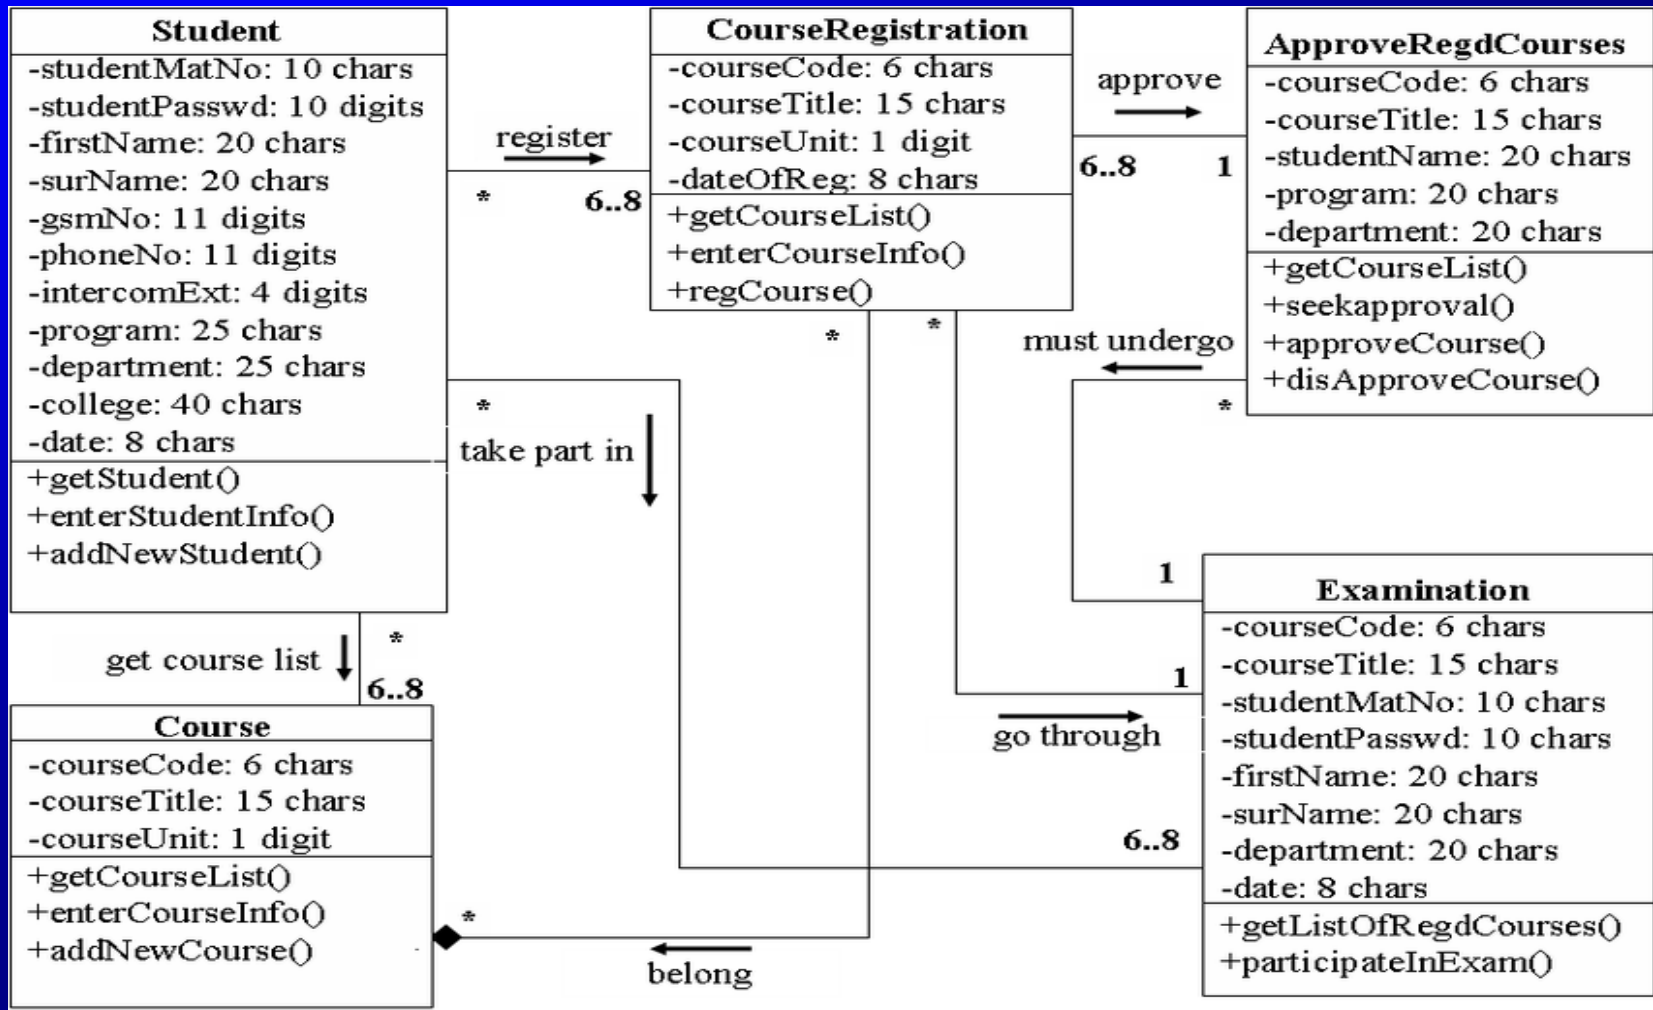 Student
-studentMatNo: 10 chars
-studentPasswd: 10 digits
-firstName: 20 chars
-surName: 20 chars
-gsmNo: 11 digits
-phoneNo: 11 digits
-intercomExt: 4 digits
-program: 25 chars
-department: 25 chars
-college: 40 chars
-date: 8 chars
+getStudent()
+enterStudentInfo()
+addNewStudent()
register
*
6..8
CourseRegistration
-courseCode: 6 chars
-courseTitle: 15 chars
-courseUnit: 1 digit
-dateOfReg: 8 chars
+getCourseList()
+enterCourseInfo()
+regCourse()
approve
6..8
1
ApproveRegdCourses
-courseCode: 6 chars
-courseTitle: 15 chars
-studentName: 20 chars
-program: 20 chars
-department: 20 chars
+getCourseList()
+seekapproval()
+approveCourse()
+disApproveCourse()
*
*
must undergo
*
1
*
take part in
6..8
get course list
*
6..8
Course
-courseCode: 6 chars
-courseTitle: 15 chars
-courseUnit: 1 digit
+getCourseList()
+enterCourseInfo()
+addNewCourse()
*
belong
1
go through
Examination
-courseCode: 6 chars
-courseTitle: 15 chars
-studentMatNo: 10 chars
-studentPasswd: 10 chars
-firstName: 20 chars
-surName: 20 chars
-department: 20 chars
-date: 8 chars
+getListOfRegdCourses()
+participateInExam()